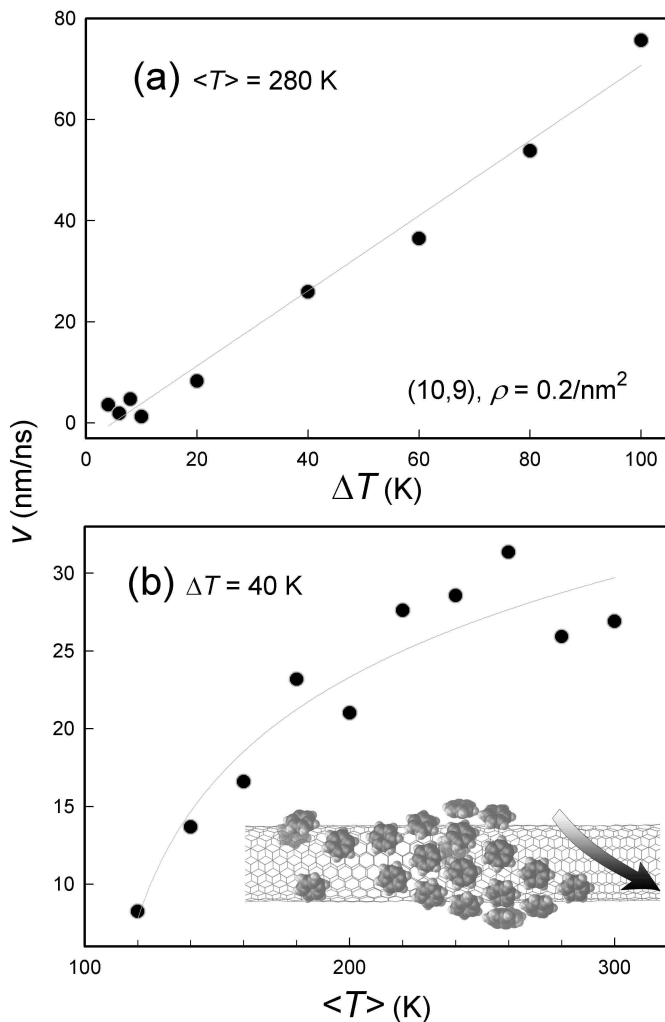 80
60
40
20
0
(a) <T> = 280 K
(10,9), ρ = 0.2/nm²
0 20 40 60 80 100
ΔT (K)
V (nm/ns)
30
25
20
15
10
(b) ΔT = 40 K
100 200 300
<T> (K)